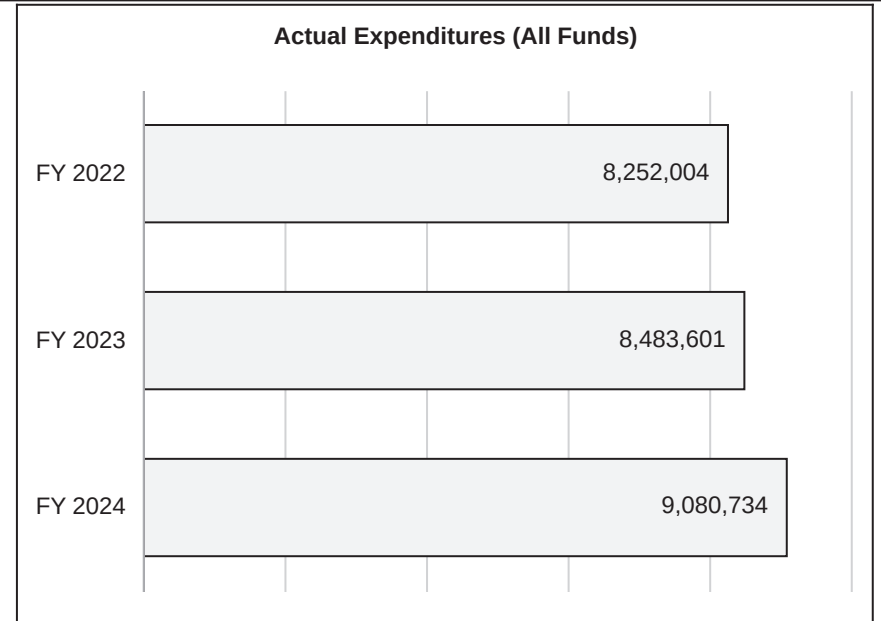 Actual Expenditures (All Funds)
FY 2022 8,252,004
FY 2023 8,483,601
FY 2024 9,080,734